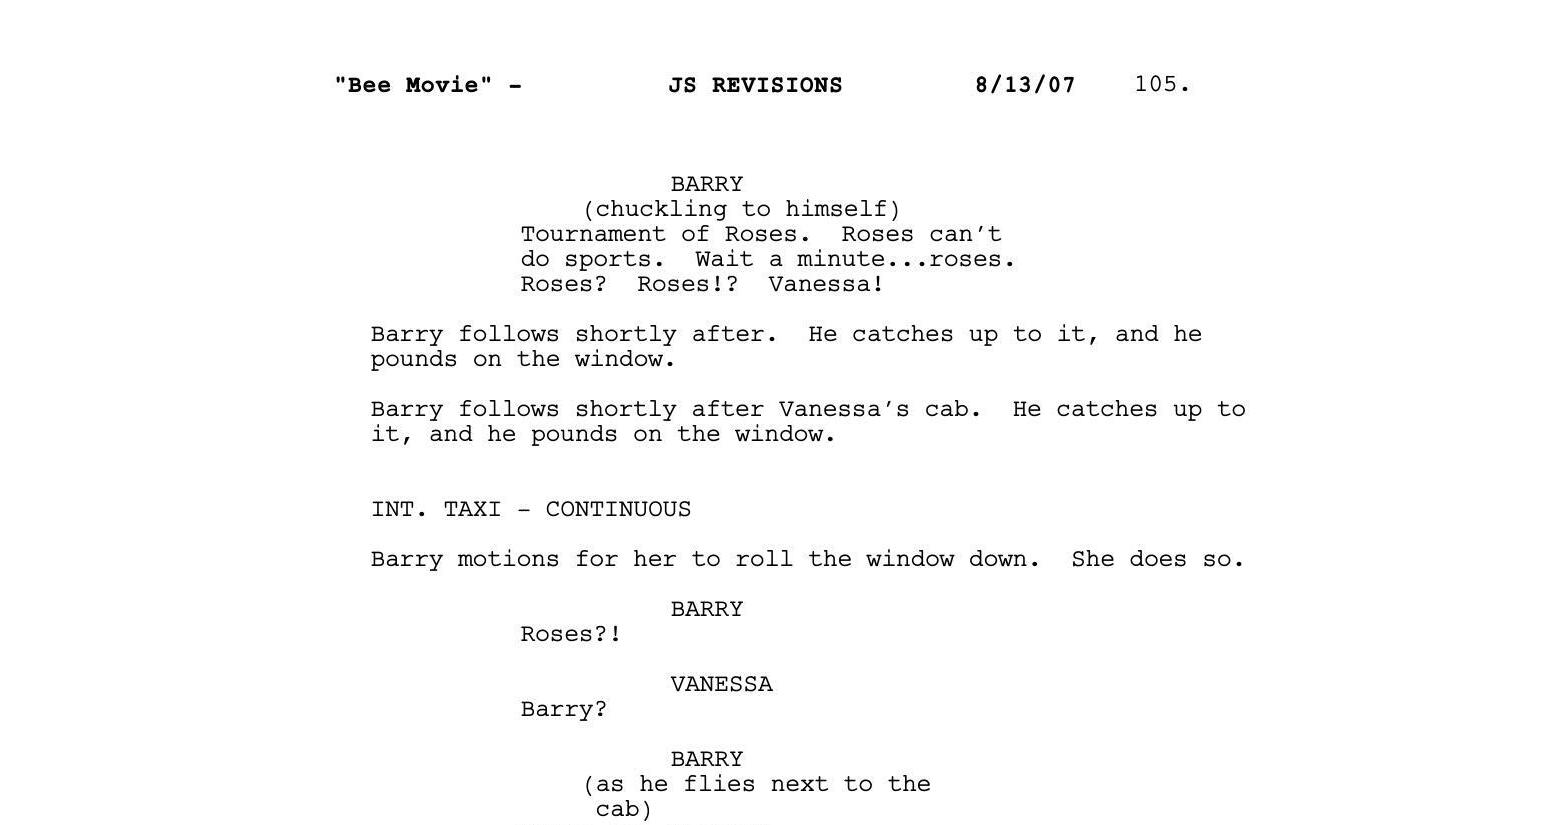 "Bee Movie" - JS REVISIONS 8/13/07 105.
BARRY
(chuckling to himself)
Tournament of Roses.  Roses can't
do sports.  Wait a minute...roses.
Roses?  Roses!?  Vanessa!
Barry follows shortly after.  He catches up to it, and he
pounds on the window.
Barry follows shortly after Vanessa's cab.  He catches up to
it, and he pounds on the window.
INT. TAXI - CONTINUOUS
Barry motions for her to roll the window down.  She does so.
BARRY
Roses?!
VANESSA
Barry?
BARRY
(as he flies next to the
cab)